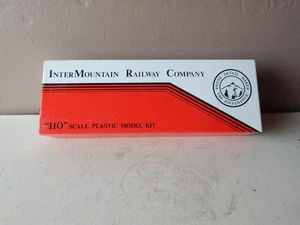 InterMountain Railway Company
"HO" SCALE PLASTIC MODEL KIT